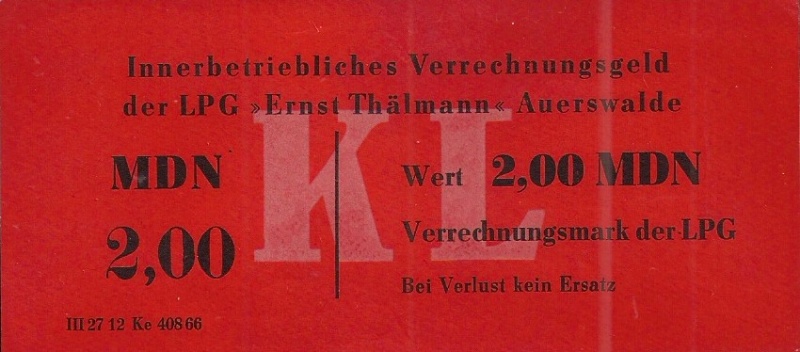 Innerbetriebliches Verrechnungsgeld
der LPG »Ernst Thälmann« Auerswalde
KL
MDN
2,00
Wert 2,00 MDN
Verrechnungsmark der LPG
Bei Verlust kein Ersatz
III 27 12 Ke 408 66